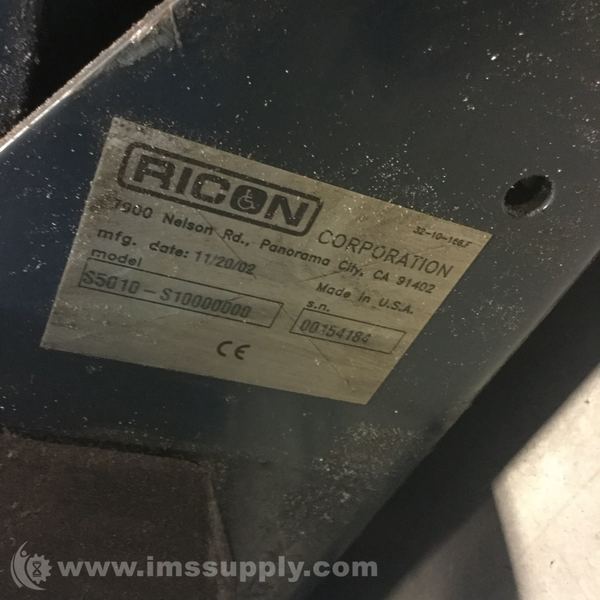 RICON
CORPORATION
32-10-166.F
7900 Nelson Rd., Panorama City, CA 91402
mfg. date: 11/20/02
Made in U.S.A.
model
s.n.
S5010-S10000000
00154184
CE
www.imssupply.com